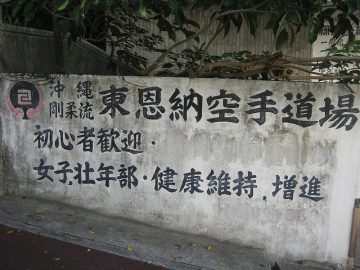 沖縄
剛柔流
東恩納空手道場
初心者歓迎・
女子、壮年部・健康維持、増進